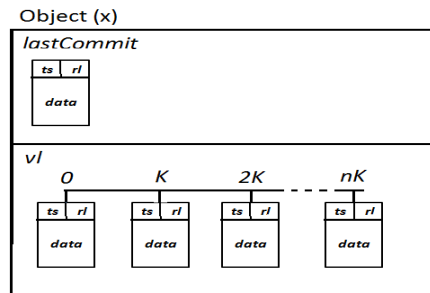 Object (x)
lastCommit
ts rl
data
vl
0 K 2K nK
ts rl ts rl ts rl ts rl
data data data data